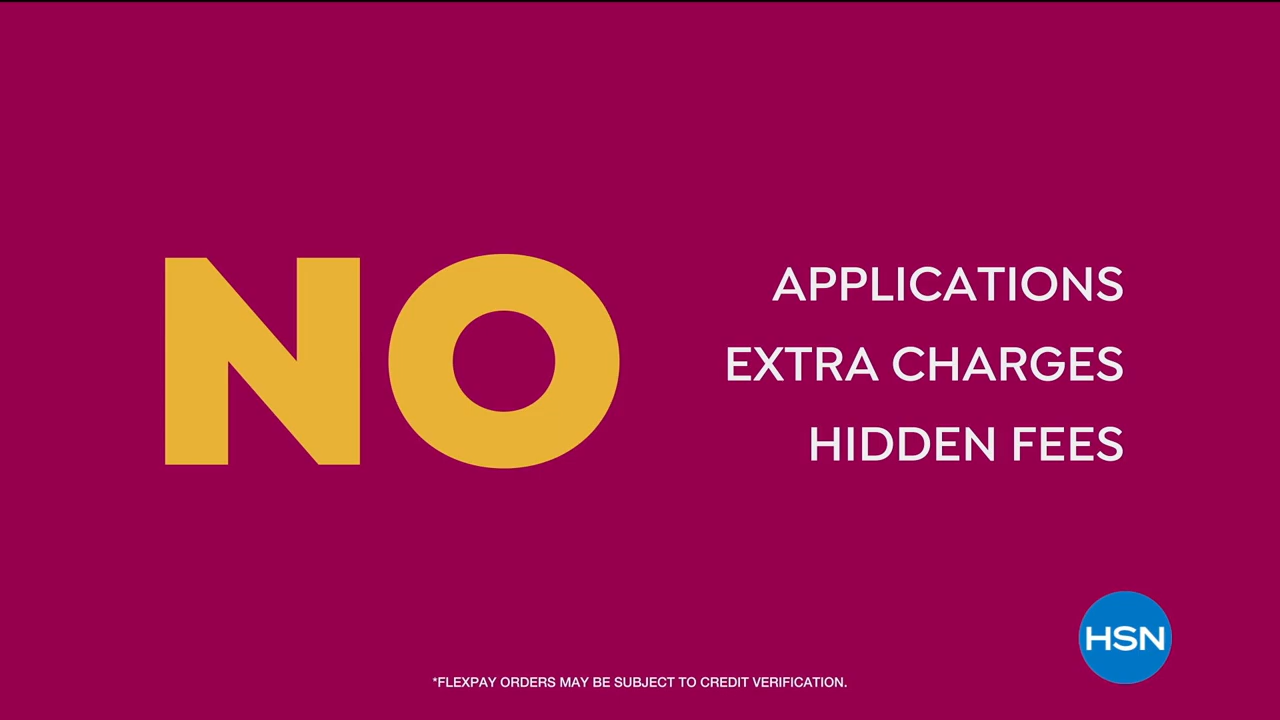 NO
APPLICATIONS
EXTRA CHARGES
HIDDEN FEES
HSN
*FLEXPAY ORDERS MAY BE SUBJECT TO CREDIT VERIFICATION.